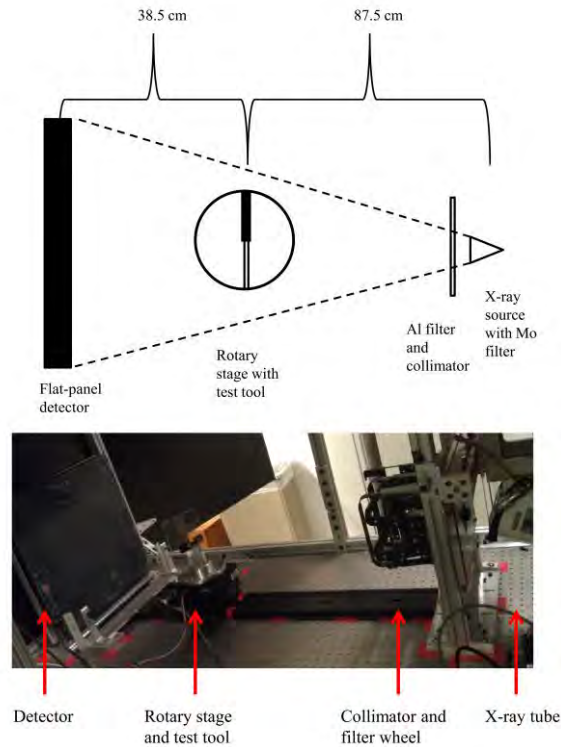 38.5 cm
87.5 cm
Flat-panel
detector
Rotary
stage with
test tool
Al filter
and
collimator
X-ray
source
with Mo
filter
Detector
Rotary stage
and test tool
Collimator and
filter wheel
X-ray tube